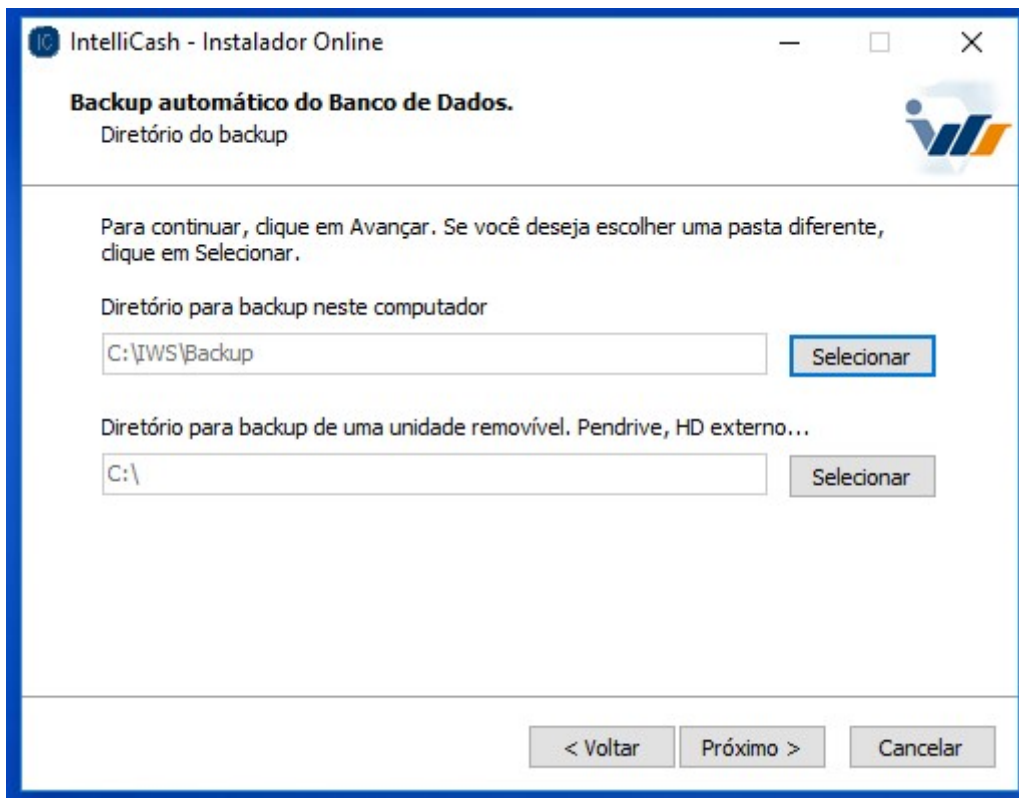 IC IntelliCash - Instalador Online
Backup automático do Banco de Dados.
Diretório do backup
Para continuar, clique em Avançar. Se você deseja escolher uma pasta diferente,
clique em Selecionar.
Diretório para backup neste computador
C:\IWS\Backup
Selecionar
Diretório para backup de uma unidade removível. Pendrive, HD externo...
C:\
Selecionar
< Voltar
Próximo >
Cancelar